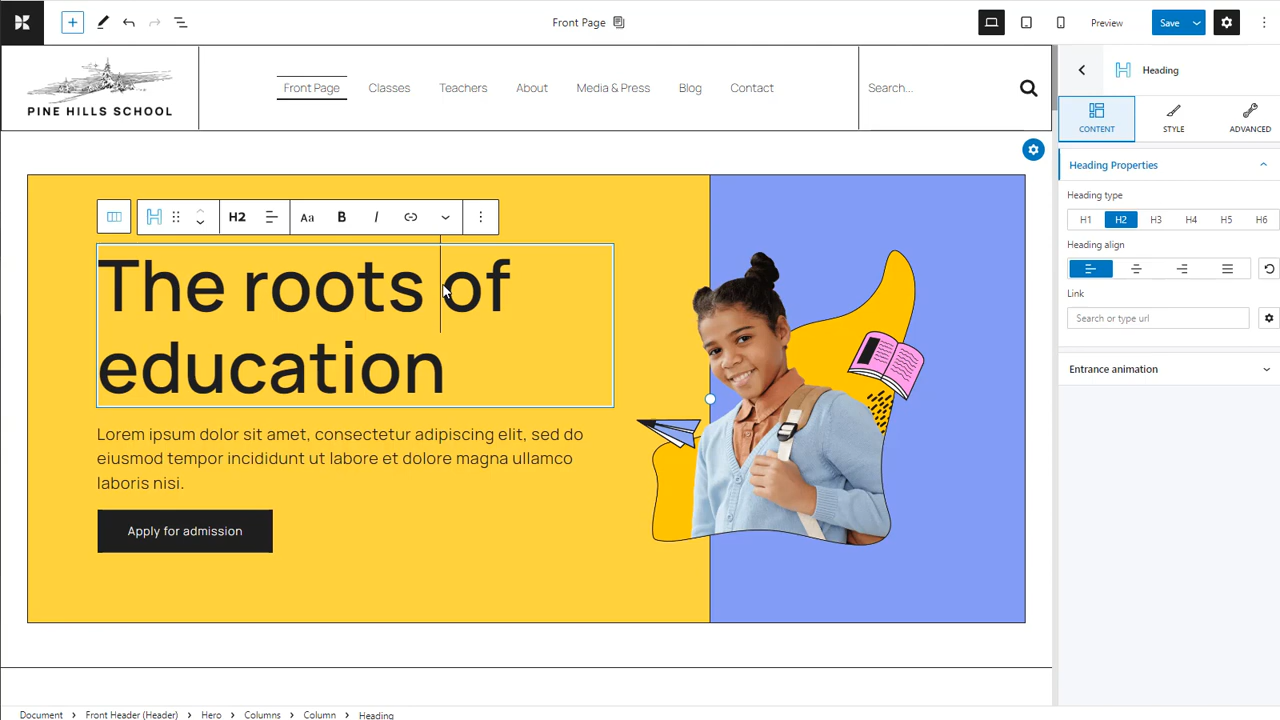 Front Page
Preview
Save
PINE HILLS SCHOOL
Front Page
Classes
Teachers
About
Media & Press
Blog
Contact
Search...
H2
Aa
B
I
The roots of
education
Lorem ipsum dolor sit amet, consectetur adipiscing elit, sed do
eiusmod tempor incididunt ut labore et dolore magna ullamco
laboris nisi.
Apply for admission
Heading
CONTENT
STYLE
ADVANCED
Heading Properties
Heading type
H1 H2 H3 H4 H5 H6
Heading align
Link
Search or type url
Entrance animation
Document > Front Header (Header) > Hero > Columns > Column > Heading